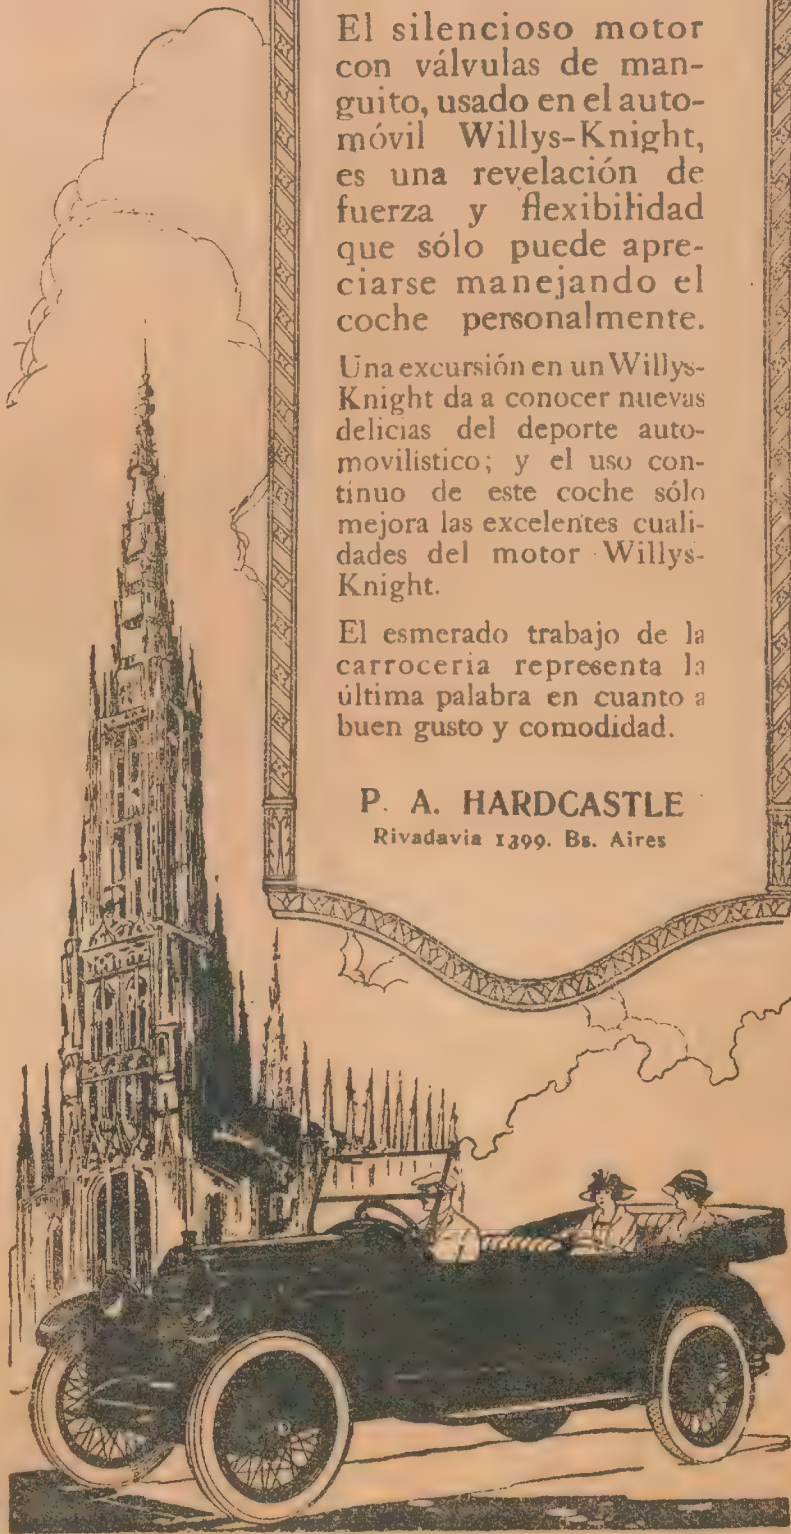 El silencioso motor
con válvulas de man-
guito, usado en el auto-
móvil Willys-Knight,
es una revelación de
fuerza y flexibilidad
que sólo puede apre-
ciarse manejando el
coche personalmente.
Una excursión en un Willys-
Knight da a conocer nuevas
delicias del deporte auto-
movilistico; y el uso con-
tinuo de este coche sólo
mejora las excelentes cuali-
dades del motor Willys-
Knight.
El esmerado trabajo de la
carroceria representa la
última palabra en cuanto a
buen gusto y comodidad.
P. A. HARDCASTLE
Rivadavia 1399. Bs. Aires